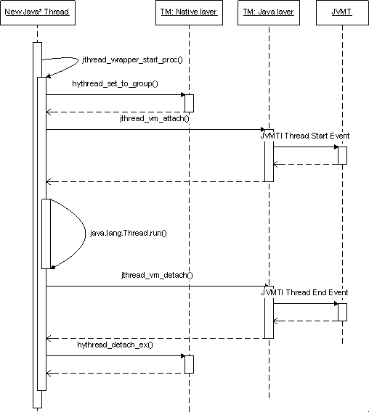 New Java* Thread
TM: Native layer
TM: Java layer
JVMT
jthread_wrapper_start_proc()
hythread_set_to_group()
jthread_vm_attach()
JVMTI Thread Start Event
java.lang.Thread.run()
jthread_vm_detach()
JVMTI Thread End Event
hythread_detach_ex()